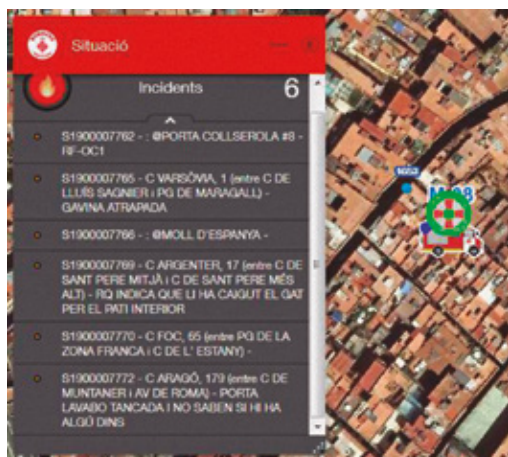 Situació
Incidents 6
S1900007762 - : @PORTA COLLSEROLA #8 -
RF-OC1
S1900007765 - C VARSÒVIA, 1 (entre C DE
LLUÍS SAGNIER i PG DE MARAGALL) -
GAVINA ATRAPADA
S1900007766 - : @MOLL D'ESPANYA -
S1900007769 - C ARGENTER, 17 (entre C DE
SANT PERE MITJÀ i C DE SANT PERE MÉS
ALT) - RQ INDICA QUE LI HA CAIGUT EL GAT
PER EL PATI INTERIOR
S1900007770 - C FOC, 65 (entre PG DE LA
ZONA FRANCA i C DE L' ESTANY) -
S1900007772 - C ARAGÓ, 179 (entre C DE
MUNTANER i AV DE ROMA) - PORTA
LAVABO TANCADA I NO SABEN SI HI HA
ALGÚ DINS